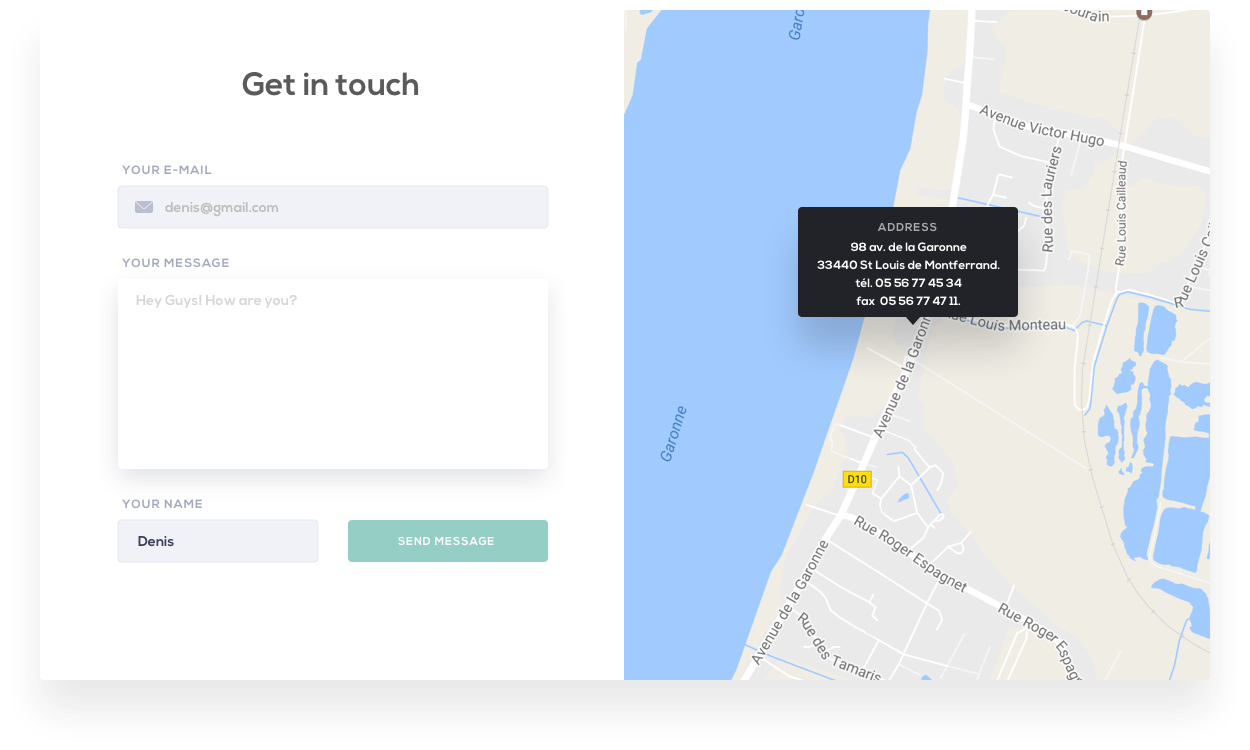 Get in touch
YOUR E-MAIL
denis@gmail.com
YOUR MESSAGE
Hey Guys! How are you?
YOUR NAME
Denis
SEND MESSAGE
Garonne
Avenue Victor Hugo
Rue des Lauriers
Rue Louis Cailleaud
ADDRESS
98 av. de la Garonne
33440 St Louis de Montferrand.
tél. 05 56 77 45 34
fax 05 56 77 47 11.
Louis Monteau
Rue Louis
Avenue de la Garonn
D10
Rue Roger Espagnet
Avenue de la Garonne
Rue Roger Espag
Rue des Tamaris